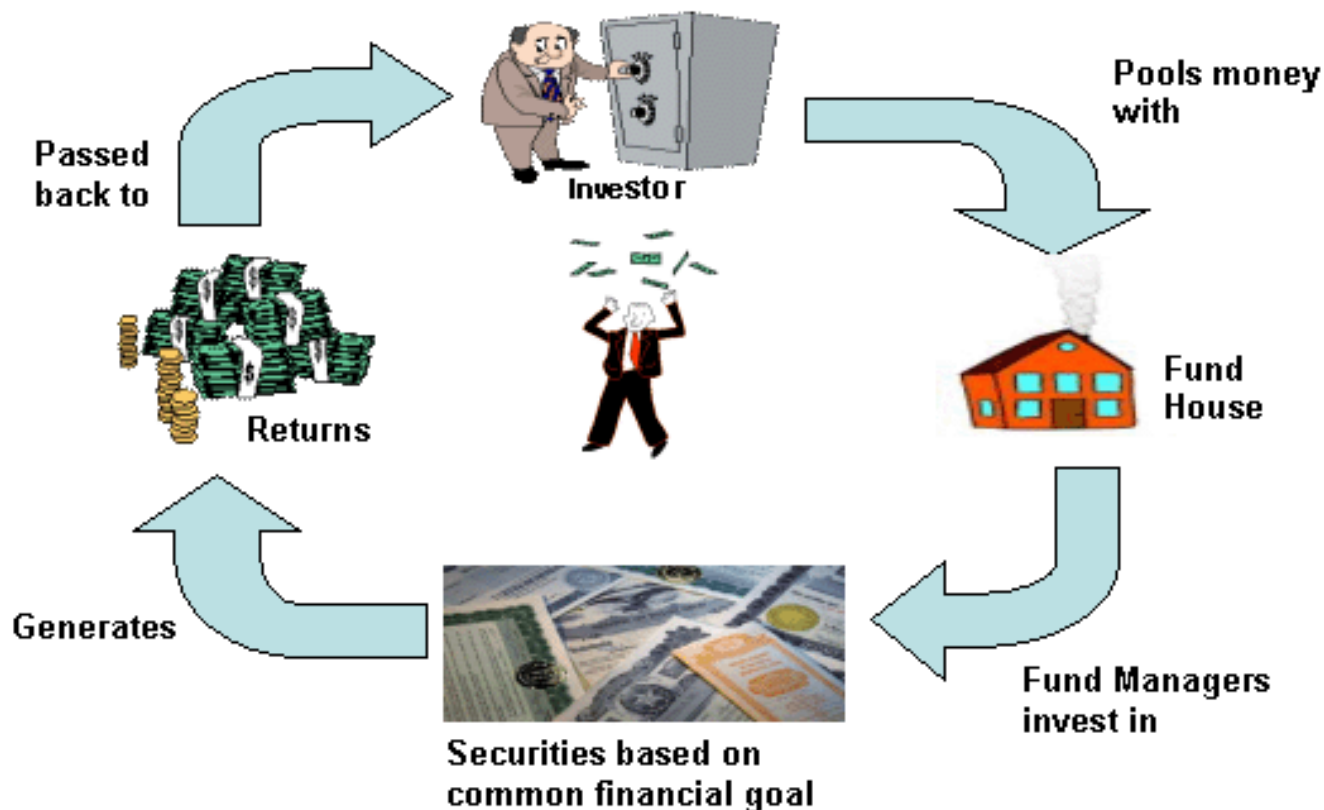 Investor
Pools money
with
Fund
House
Fund Managers
invest in
Securities based on
common financial goal
Generates
Returns
Passed
back to